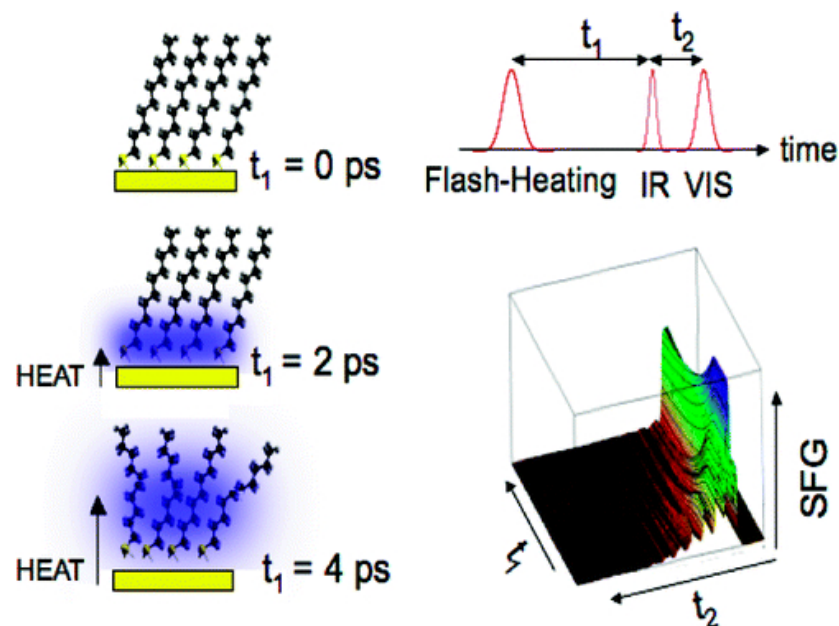 t₁ = 0 ps
t₁
t₂
time
Flash-Heating IR VIS
HEAT
t₁ = 2 ps
HEAT
t₁ = 4 ps
SFG
t₁
t₂